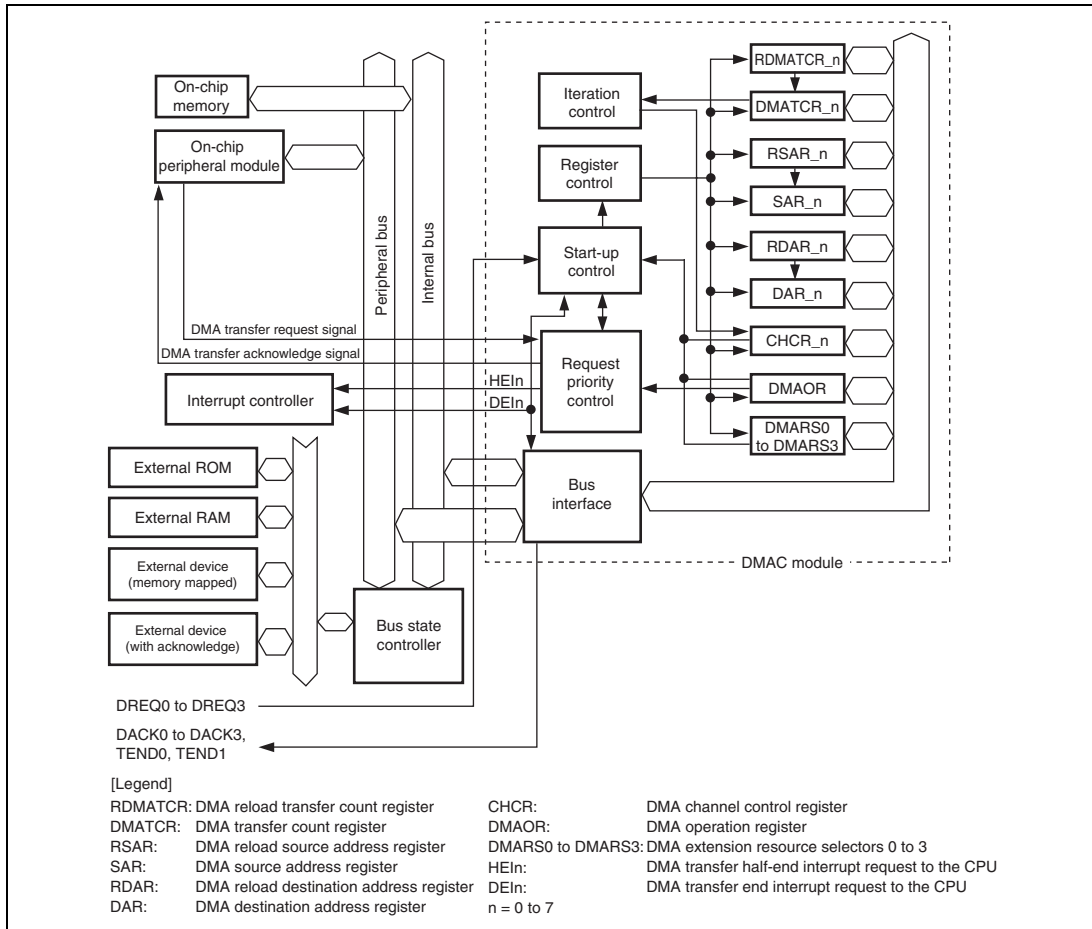 On-chip
memory
On-chip
peripheral module
Peripheral bus
Internal bus
Iteration
control
Register
control
Start-up
control
Request
priority
control
Bus
interface
RDMATCR_n
DMATCR_n
RSAR_n
SAR_n
RDAR_n
DAR_n
CHCR_n
DMAOR
DMARS0
to DMARS3
DMA transfer request signal
DMA transfer acknowledge signal
HEIn
DEIn
Interrupt controller
External ROM
External RAM
External device
(memory mapped)
External device
(with acknowledge)
Bus state
controller
DMAC module
DREQ0 to DREQ3
DACK0 to DACK3,
TEND0, TEND1
[Legend]
RDMATCR: DMA reload transfer count register
DMATCR: DMA transfer count register
RSAR: DMA reload source address register
SAR: DMA source address register
RDAR: DMA reload destination address register
DAR: DMA destination address register
CHCR: DMA channel control register
DMAOR: DMA operation register
DMARS0 to DMARS3: DMA extension resource selectors 0 to 3
HEIn: DMA transfer half-end interrupt request to the CPU
DEIn: DMA transfer end interrupt request to the CPU
n = 0 to 7